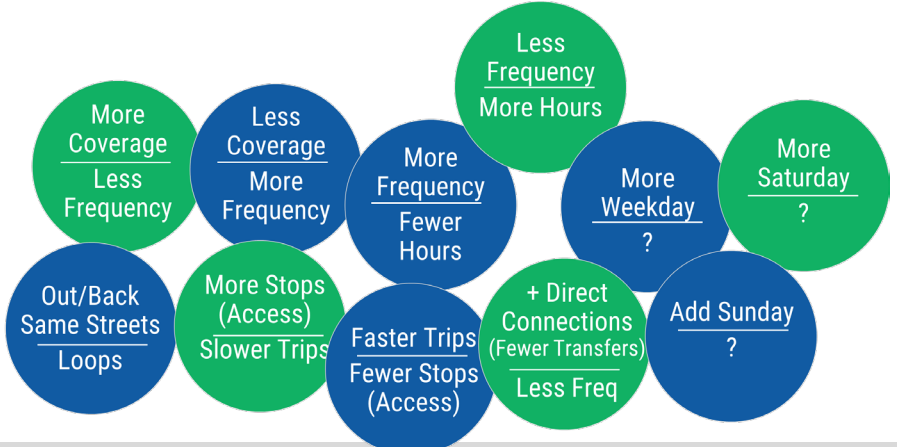 Less
Frequency
More Hours
More
Coverage
Less
Frequency
Less
Coverage
More
Frequency
More
Frequency
Fewer
Hours
More
Weekday
?
More
Saturday
?
Out/Back
Same Streets
Loops
More Stops
(Access)
Slower Trips
Faster Trips
Fewer Stops
(Access)
+ Direct
Connections
(Fewer Transfers)
Less Freq
Add Sunday
?